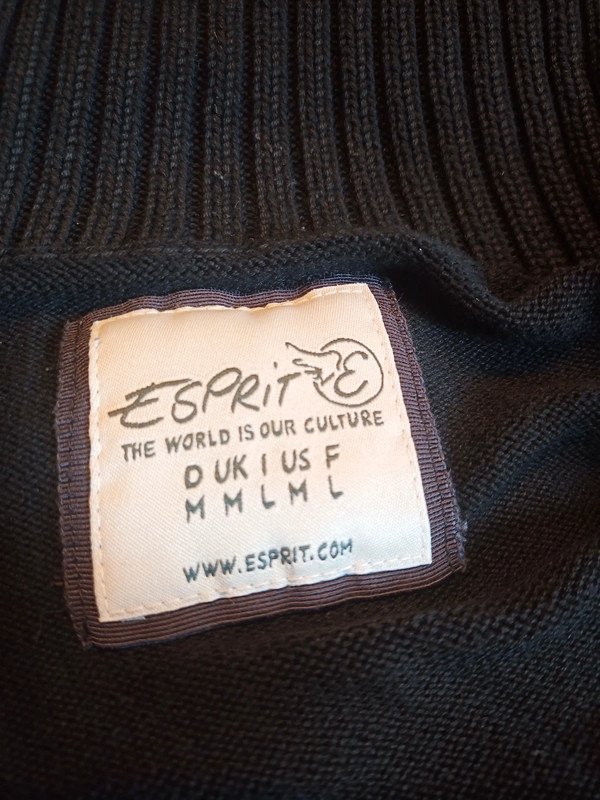 ESPRIT E
THE WORLD IS OUR CULTURE
D UK I US F
M M L M L
WWW.ESPRIT.COM